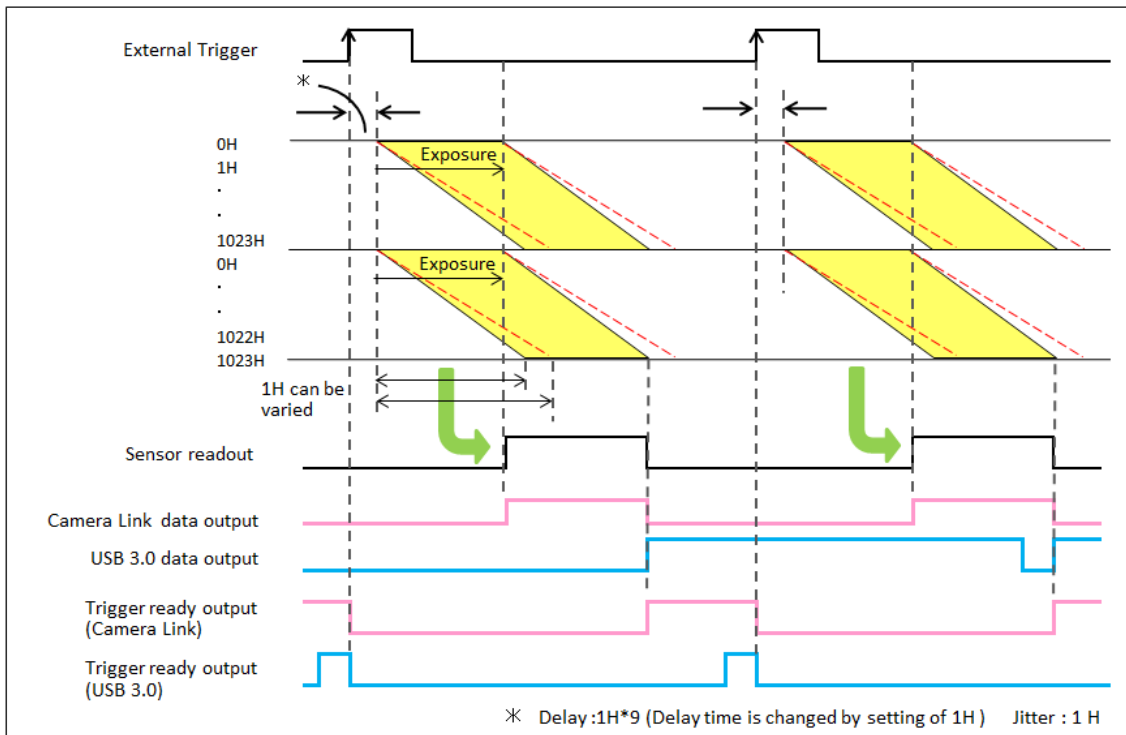 External Trigger
*
0H
1H
.
.
1023H
Exposure
0H
.
.
1022H
1023H
Exposure
1H can be
varied
Sensor readout
Camera Link data output
USB 3.0 data output
Trigger ready output
(Camera Link)
Trigger ready output
(USB 3.0)
* Delay :1H*9 (Delay time is changed by setting of 1H ) Jitter : 1 H